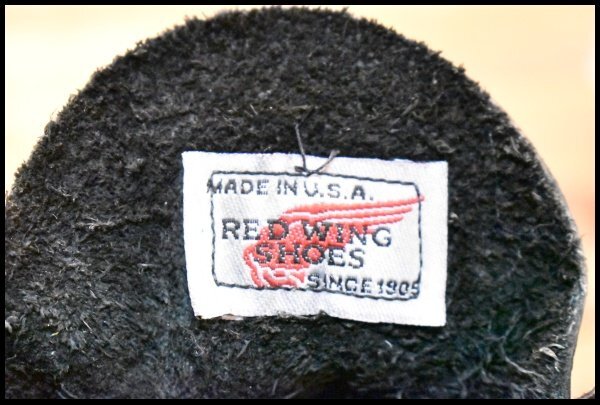 MADE IN U.S.A.
RED WING
SHOES
SINCE 1905